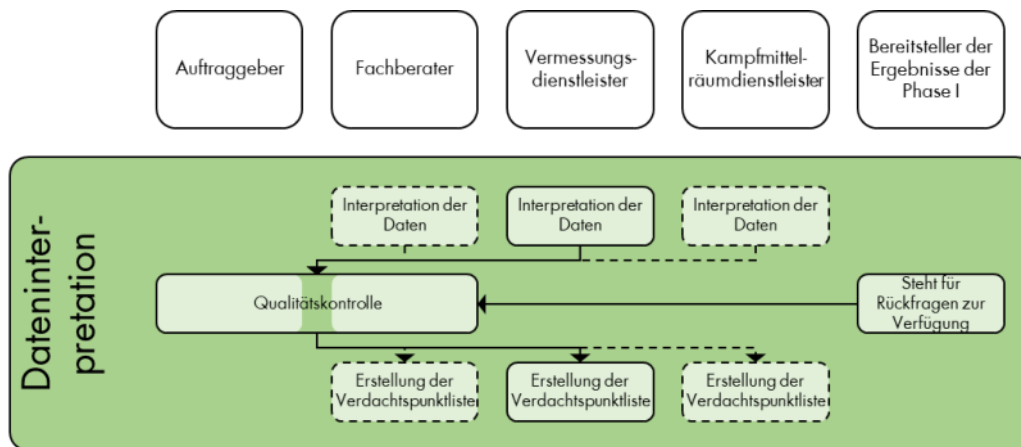 Auftraggeber
Fachberater
Vermessungs-
dienstleister
Kampfmittel-
räumdienstleister
Bereitsteller der
Ergebnisse der
Phase I
Dateninter-
pretation
Interpretation der
Daten
Interpretation der
Daten
Interpretation der
Daten
Qualitätskontrolle
Steht für
Rückfragen zur
Verfügung
Erstellung der
Verdachtspunktliste
Erstellung der
Verdachtspunktliste
Erstellung der
Verdachtspunktliste